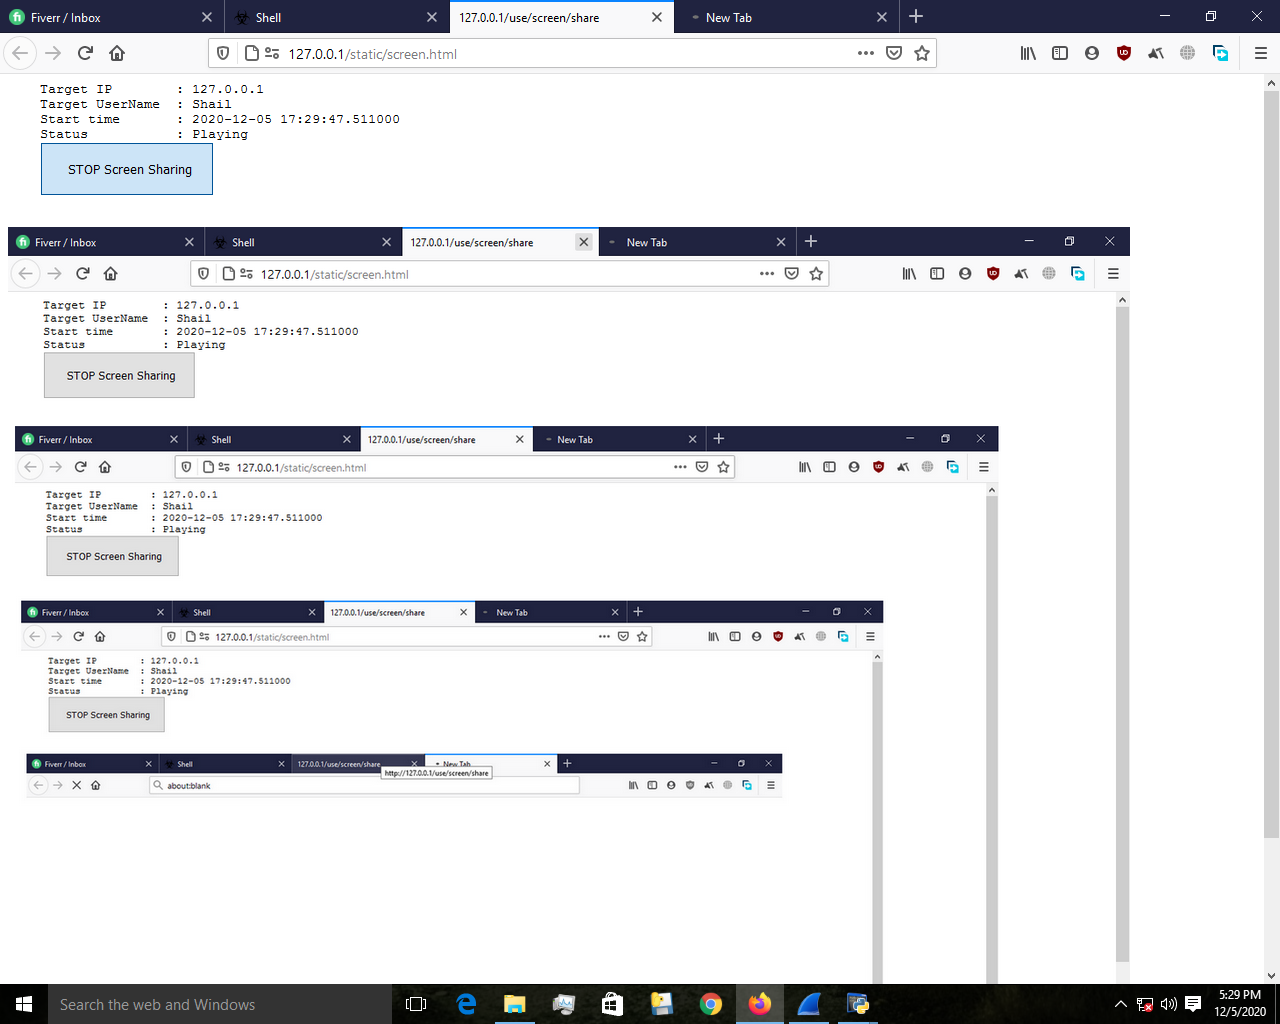 Fiverr / Inbox
Shell
127.0.0.1/use/screen/share
New Tab
127.0.0.1/static/screen.html
Target IP : 127.0.0.1
Target UserName : Shail
Start time : 2020-12-05 17:29:47.511000
Status : Playing
STOP Screen Sharing
Fiverr / Inbox
Shell
127.0.0.1/use/screen/share
New Tab
127.0.0.1/static/screen.html
Target IP : 127.0.0.1
Target UserName : Shail
Start time : 2020-12-05 17:29:47.511000
Status : Playing
STOP Screen Sharing
Fiverr / Inbox
Shell
127.0.0.1/use/screen/share
New Tab
127.0.0.1/static/screen.html
Target IP : 127.0.0.1
Target UserName : Shail
Start time : 2020-12-05 17:29:47.511000
Status : Playing
STOP Screen Sharing
Fiverr / Inbox
Shell
127.0.0.1/use/screen/share
New Tab
127.0.0.1/static/screen.html
Target IP : 127.0.0.1
Target UserName : Shail
Start time : 2020-12-05 17:29:47.511000
Status : Playing
STOP Screen Sharing
Fiverr / Inbox
Shell
127.0.0.1/use/screen/share
New Tab
http://127.0.0.1/use/screen/share
about:blank
Search the web and Windows
5:29 PM
12/5/2020